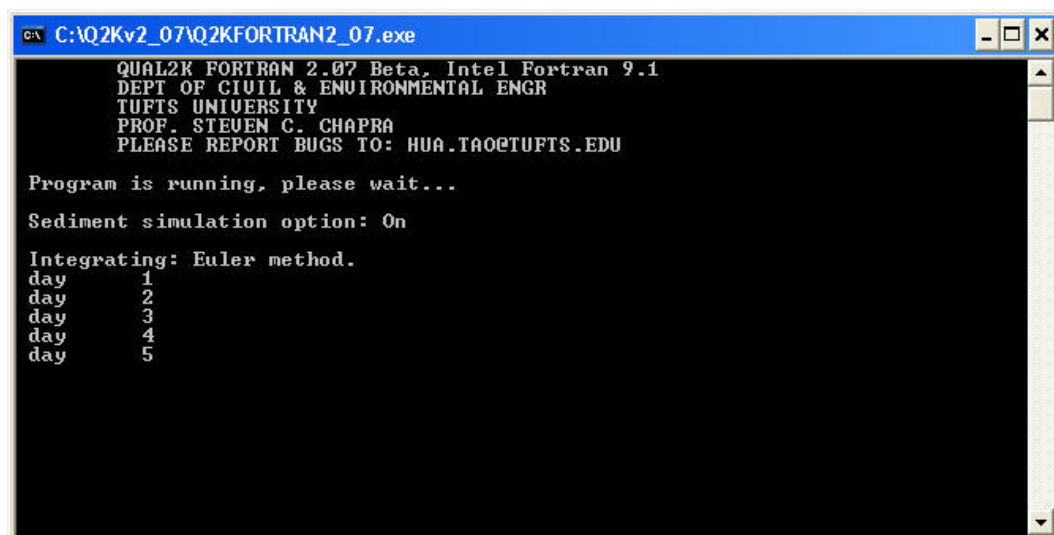 C:\Q2Kv2_07\Q2KFORTRAN2_07.exe
QUAL2K FORTRAN 2.07 Beta, Intel Fortran 9.1
DEPT OF CIVIL & ENVIRONMENTAL ENGR
TUFTS UNIVERSITY
PROF. STEVEN C. CHAPRA
PLEASE REPORT BUGS TO: HUA.TAO@TUFTS.EDU
Program is running, please wait...
Sediment simulation option: On
Integrating: Euler method.
day 1
day 2
day 3
day 4
day 5